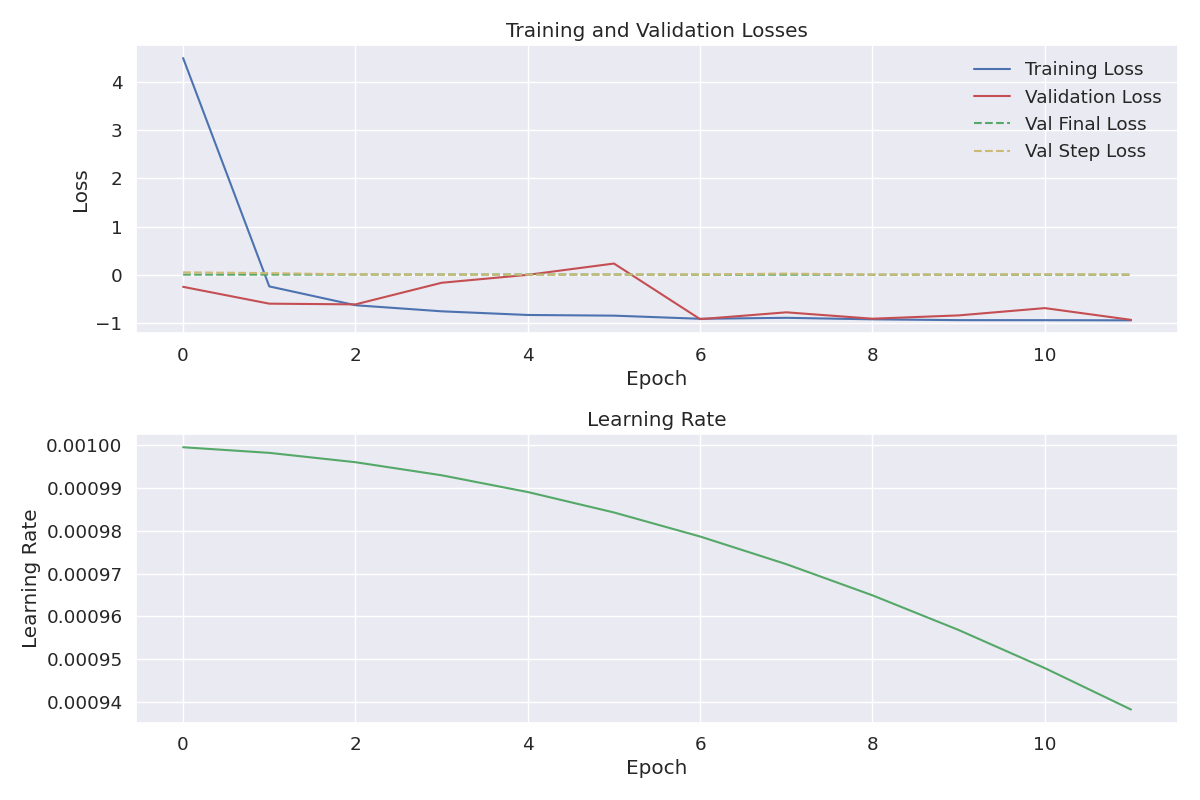 Training and Validation Losses
Training Loss
Validation Loss
Val Final Loss
Val Step Loss
Loss
4
3
2
1
0
−1
0 2 4 6 8 10
Epoch
Learning Rate
Learning Rate
0.00100
0.00099
0.00098
0.00097
0.00096
0.00095
0.00094
0 2 4 6 8 10
Epoch